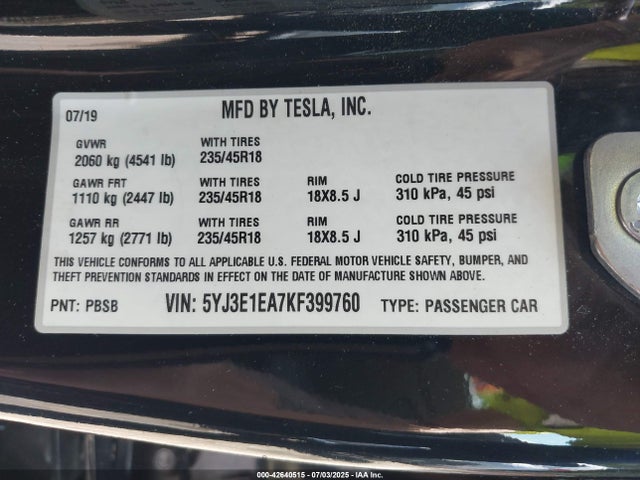 07/19 MFD BY TESLA, INC.
GVWR WITH TIRES
2060 kg (4541 lb) 235/45R18
GAWR FRT WITH TIRES RIM COLD TIRE PRESSURE
1110 kg (2447 lb) 235/45R18 18X8.5 J 310 kPa, 45 psi
GAWR RR WITH TIRES RIM COLD TIRE PRESSURE
1257 kg (2771 lb) 235/45R18 18X8.5 J 310 kPa, 45 psi
THIS VEHICLE CONFORMS TO ALL APPLICABLE U.S. FEDERAL MOTOR VEHICLE SAFETY, BUMPER, AND
THEFT PREVENTION STANDARDS IN EFFECT ON THE DATE OF MANUFACTURE SHOWN ABOVE.
PNT: PBSB VIN: 5YJ3E1EA7KF399760 TYPE: PASSENGER CAR
000-42640515 - 07/03/2025 - IAA Inc.